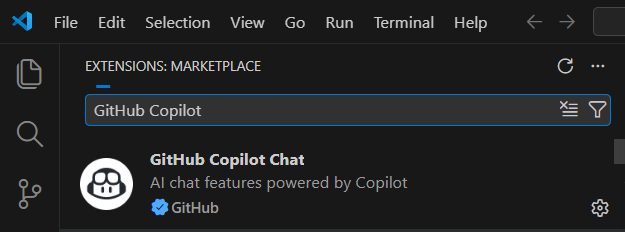 File Edit Selection View Go Run Terminal Help
EXTENSIONS: MARKETPLACE
GitHub Copilot
GitHub Copilot Chat
AI chat features powered by Copilot
GitHub